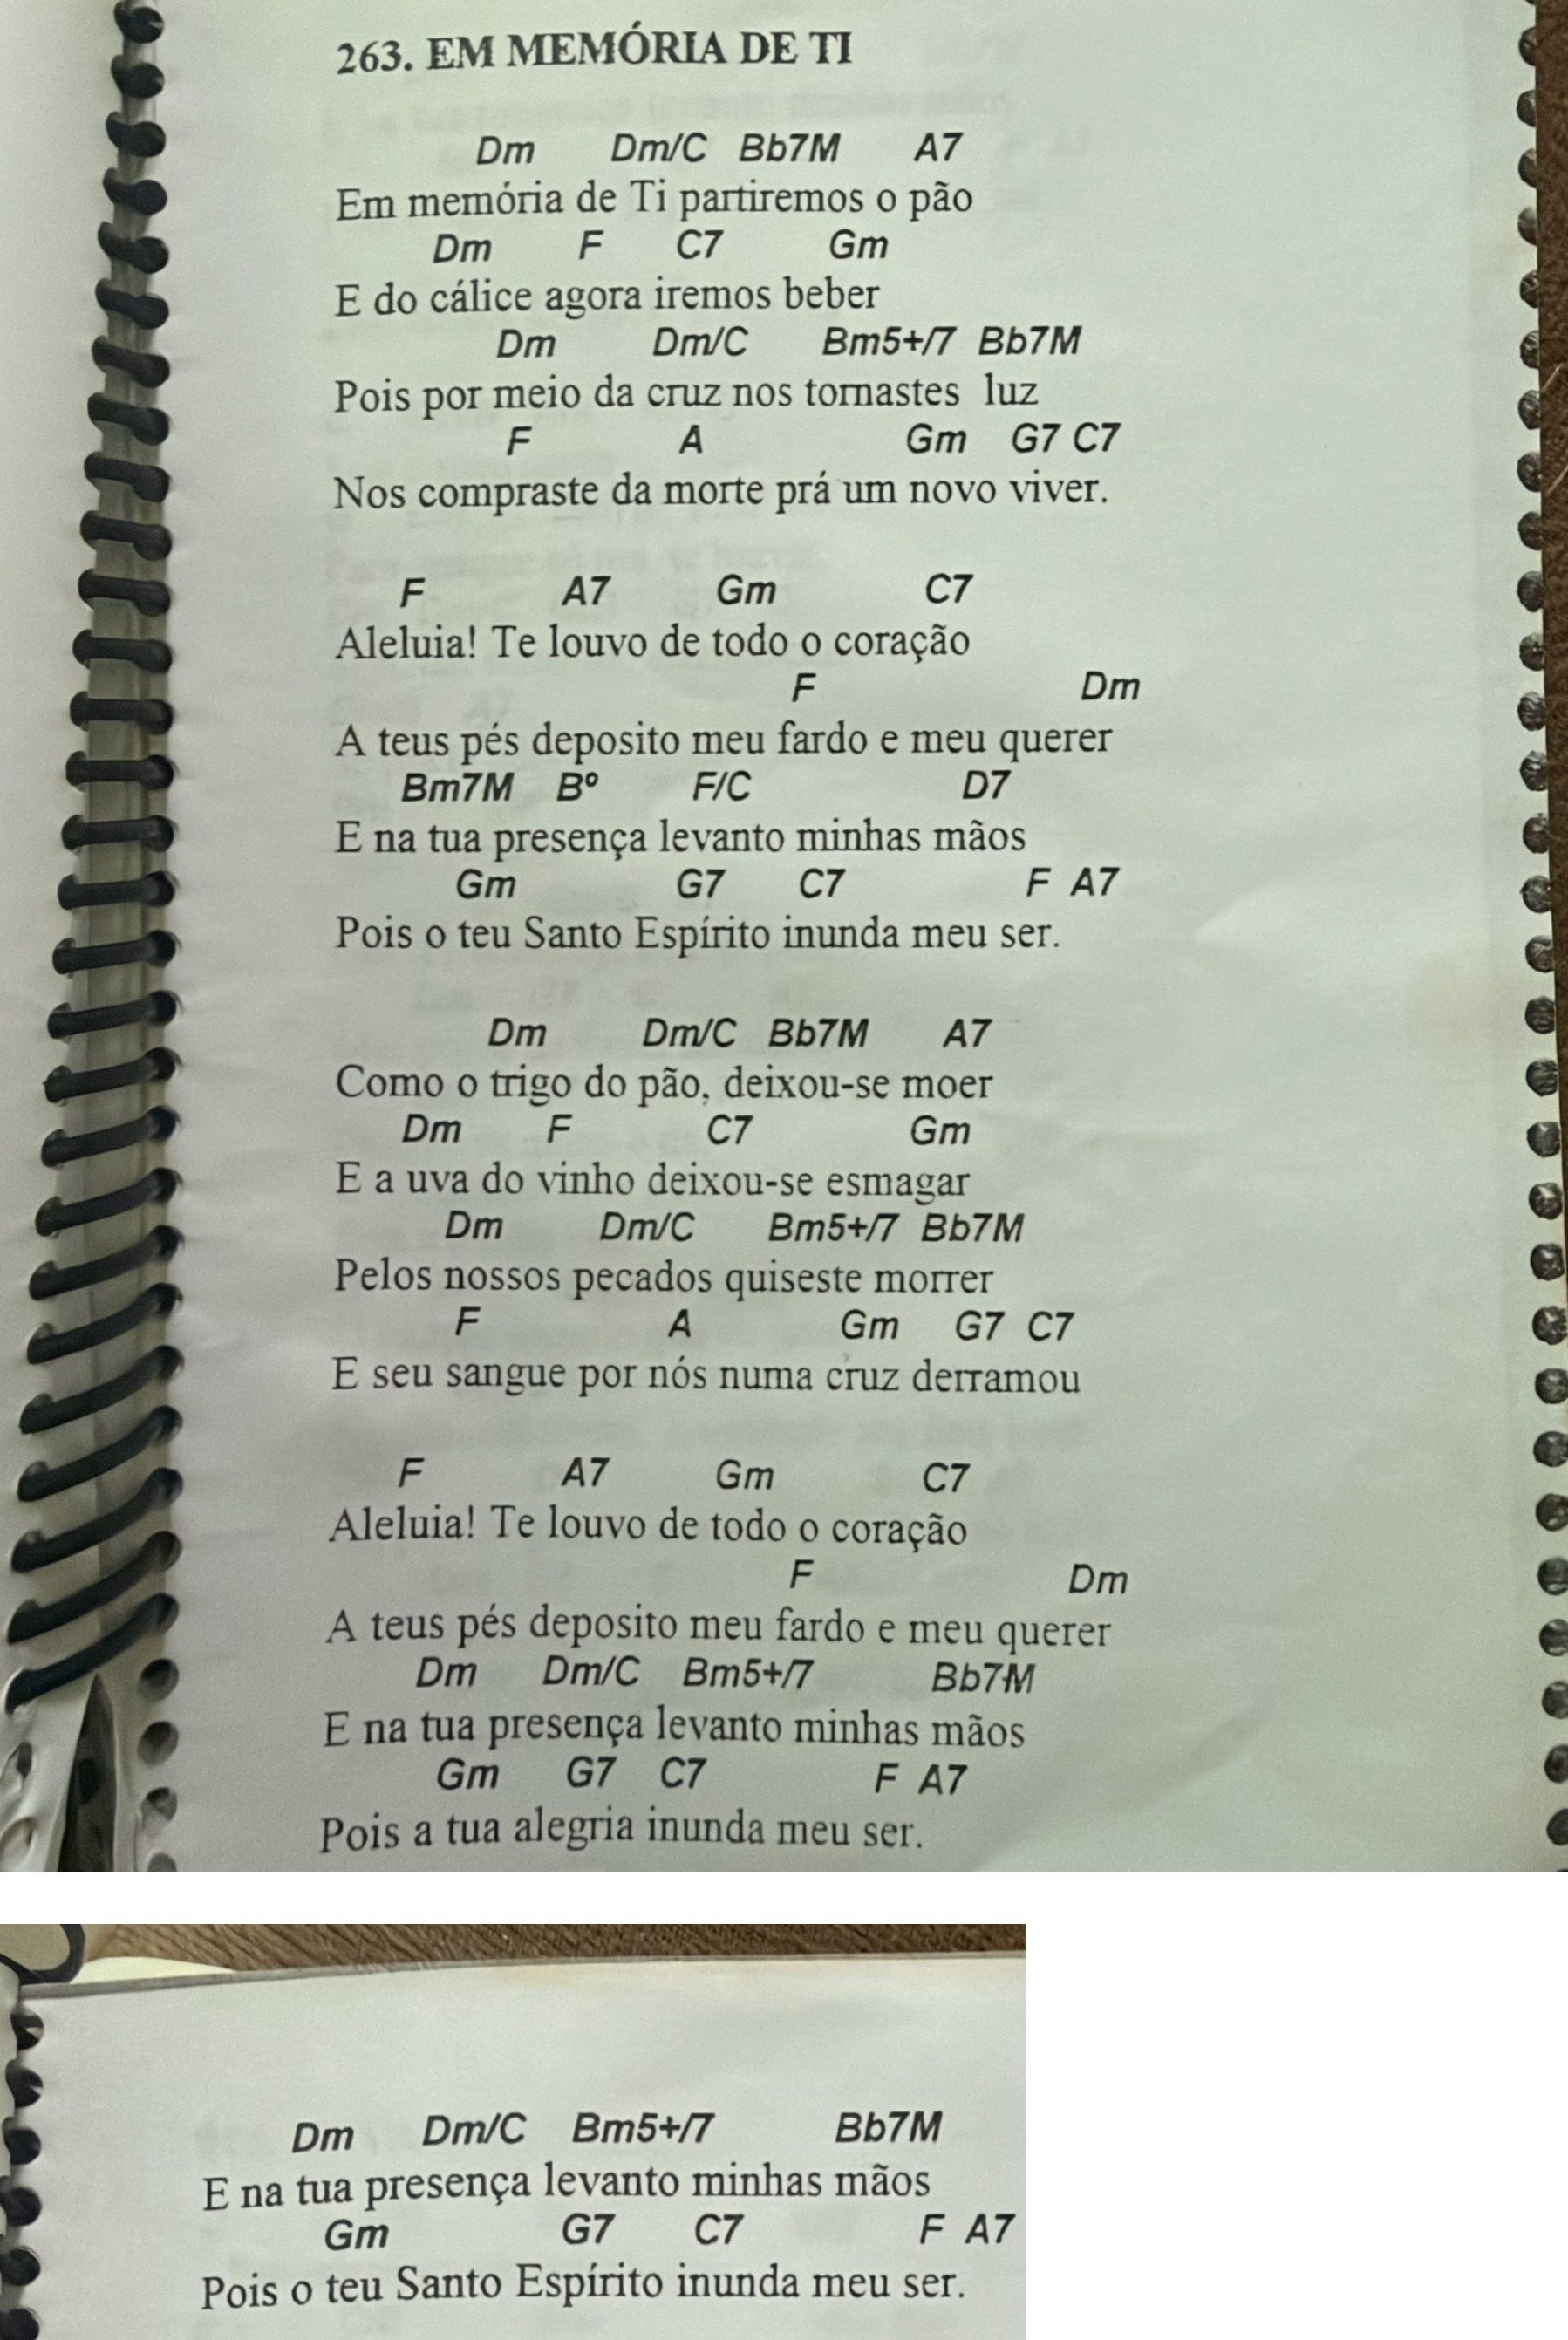 263. EM MEMÓRIA DE TI
Dm Dm/C Bb7M A7
Em memória de Ti partiremos o pão
Dm F C7 Gm
E do cálice agora iremos beber
Dm Dm/C Bm5+/7 Bb7M
Pois por meio da cruz nos tornastes luz
F A Gm G7 C7
Nos compraste da morte prá um novo viver.
F A7 Gm C7
Aleluia! Te louvo de todo o coração
F Dm
A teus pés deposito meu fardo e meu querer
Bm7M Bº F/C D7
E na tua presença levanto minhas mãos
Gm G7 C7 F A7
Pois o teu Santo Espírito inunda meu ser.
Dm Dm/C Bb7M A7
Como o trigo do pão, deixou-se moer
Dm F C7 Gm
E a uva do vinho deixou-se esmagar
Dm Dm/C Bm5+/7 Bb7M
Pelos nossos pecados quiseste morrer
F A Gm G7 C7
E seu sangue por nós numa cruz derramou
F A7 Gm C7
Aleluia! Te louvo de todo o coração
F Dm
A teus pés deposito meu fardo e meu querer
Dm Dm/C Bm5+/7 Bb7M
E na tua presença levanto minhas mãos
Gm G7 C7 F A7
Pois a tua alegria inunda meu ser.
Dm Dm/C Bm5+/7 Bb7M
E na tua presença levanto minhas mãos
Gm G7 C7 F A7
Pois o teu Santo Espírito inunda meu ser.